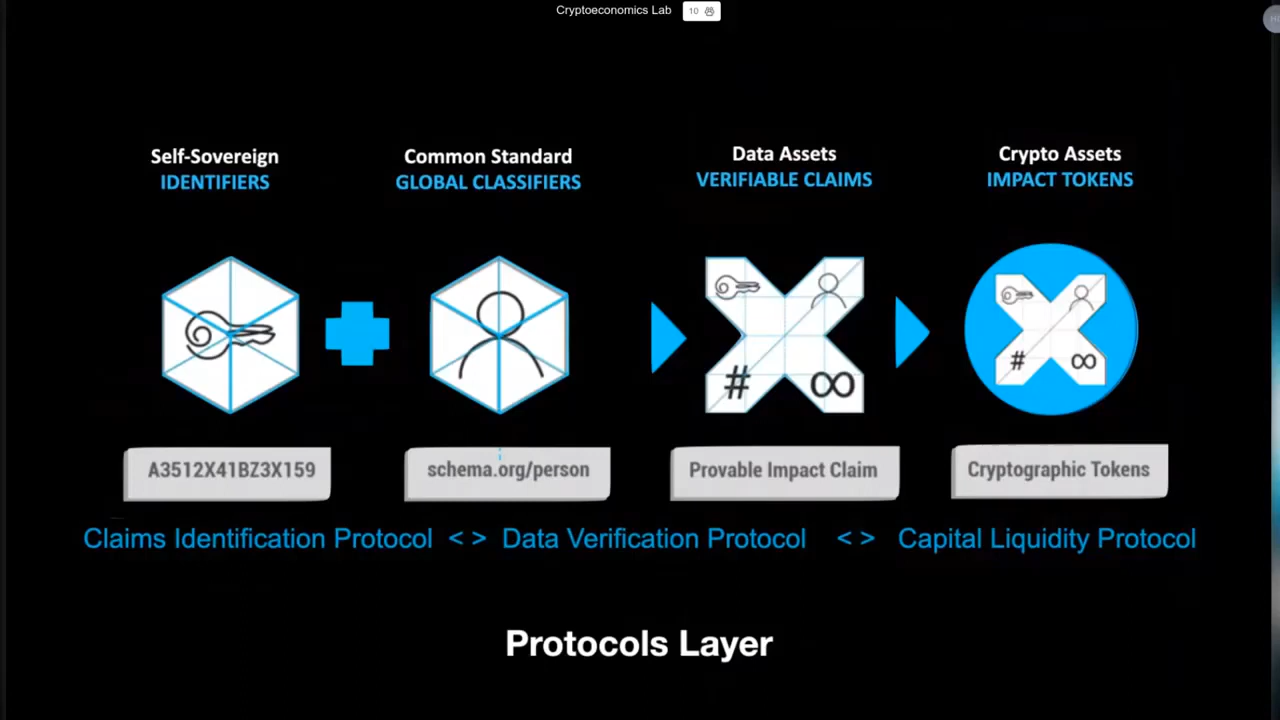 Cryptoeconomics Lab
10
Self-Sovereign
IDENTIFIERS
Common Standard
GLOBAL CLASSIFIERS
Data Assets
VERIFIABLE CLAIMS
Crypto Assets
IMPACT TOKENS
# ∞
# ∞
A3512X41BZ3X159
schema.org/person
Provable Impact Claim
Cryptographic Tokens
Claims Identification Protocol < > Data Verification Protocol < > Capital Liquidity Protocol
Protocols Layer